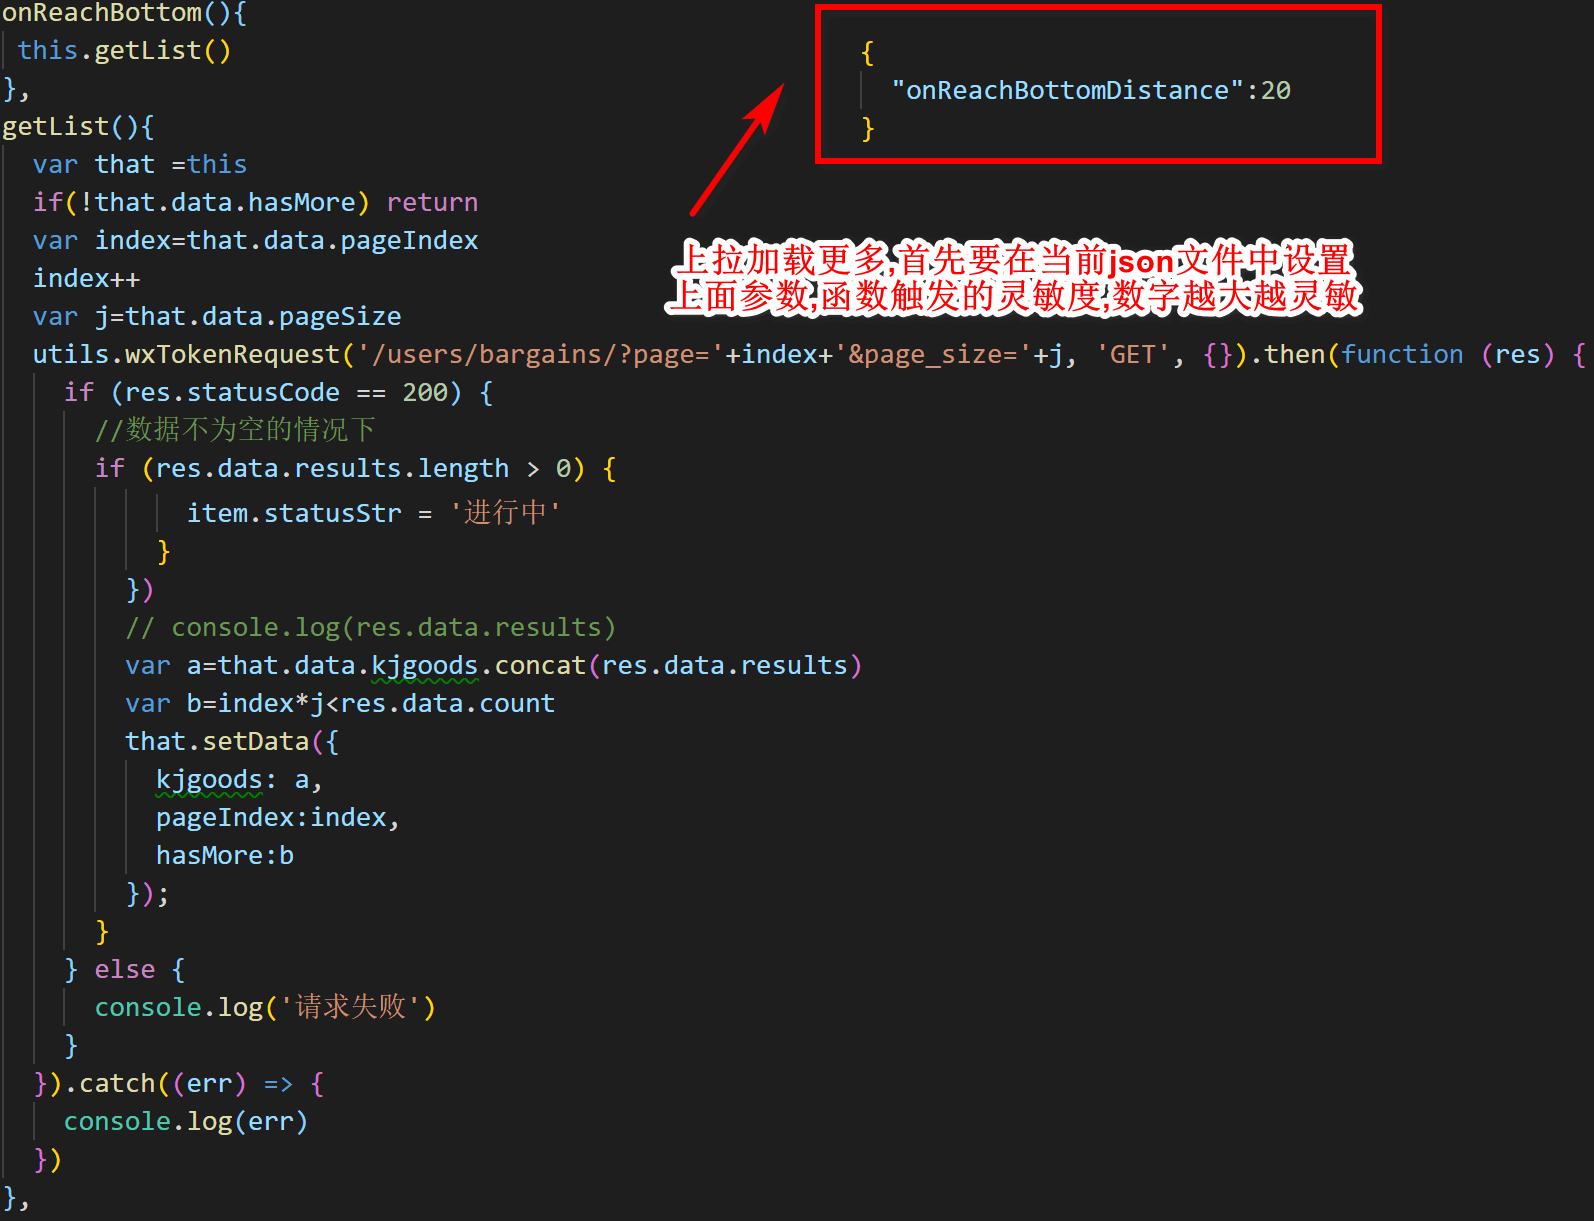 onReachBottom(){
this.getList()
},
getList(){
var that =this
if(!that.data.hasMore) return
var index=that.data.pageIndex
index++
var j=that.data.pageSize
utils.wxTokenRequest('/users/bargains/?page='+index+'&page_size='+j, 'GET', {}).then(function (res) {
if (res.statusCode == 200) {
//数据不为空的情况下
if (res.data.results.length > 0) {
item.statusStr = '进行中'
}
})
// console.log(res.data.results)
var a=that.data.kjgoods.concat(res.data.results)
var b=index*j<res.data.count
that.setData({
kjgoods: a,
pageIndex:index,
hasMore:b
});
}
} else {
console.log('请求失败')
}
}).catch((err) => {
console.log(err)
})
},
{
"onReachBottomDistance":20
}
上拉加载更多,首先要在当前json文件中设置
上面参数,函数触发的灵敏度,数字越大越灵敏